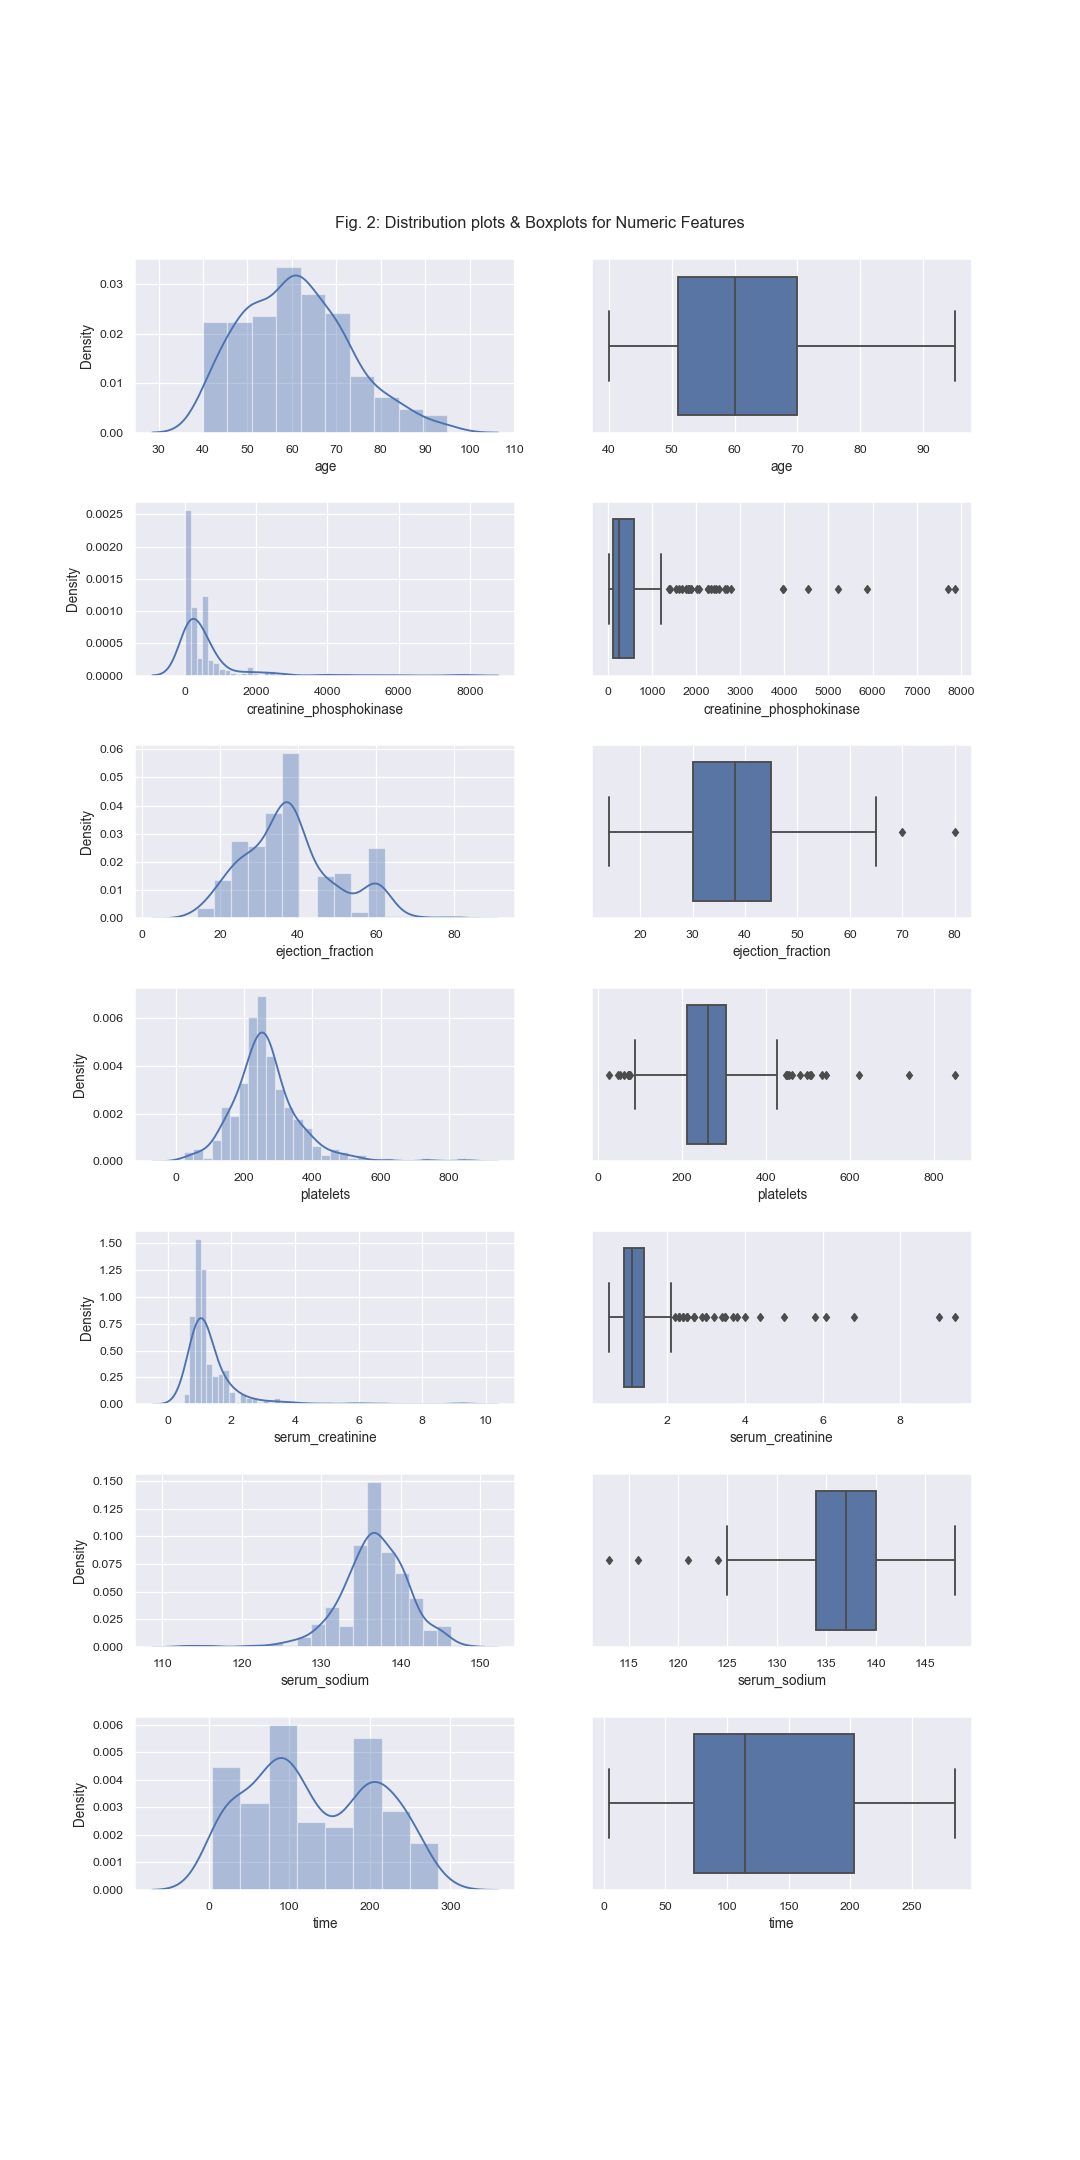 Fig. 2: Distribution plots & Boxplots for Numeric Features
Density
0.03
0.02
0.01
0.00
30 40 50 60 70 80 90 100 110
age
40 50 60 70 80 90
age
Density
0.0025
0.0020
0.0015
0.0010
0.0005
0.0000
0 2000 4000 6000 8000
creatinine_phosphokinase
0 1000 2000 3000 4000 5000 6000 7000 8000
creatinine_phosphokinase
Density
0.06
0.05
0.04
0.03
0.02
0.01
0.00
0 20 40 60 80
ejection_fraction
20 30 40 50 60 70 80
ejection_fraction
Density
0.006
0.004
0.002
0.000
0 200 400 600 800
platelets
0 200 400 600 800
platelets
Density
1.50
1.25
1.00
0.75
0.50
0.25
0.00
0 2 4 6 8 10
serum_creatinine
2 4 6 8
serum_creatinine
Density
0.150
0.125
0.100
0.075
0.050
0.025
0.000
110 120 130 140 150
serum_sodium
115 120 125 135 140 145
serum_sodium
Density
0.006
0.005
0.004
0.003
0.002
0.001
0.000
0 100 200 300
time
0 50 100 150 200 250
time